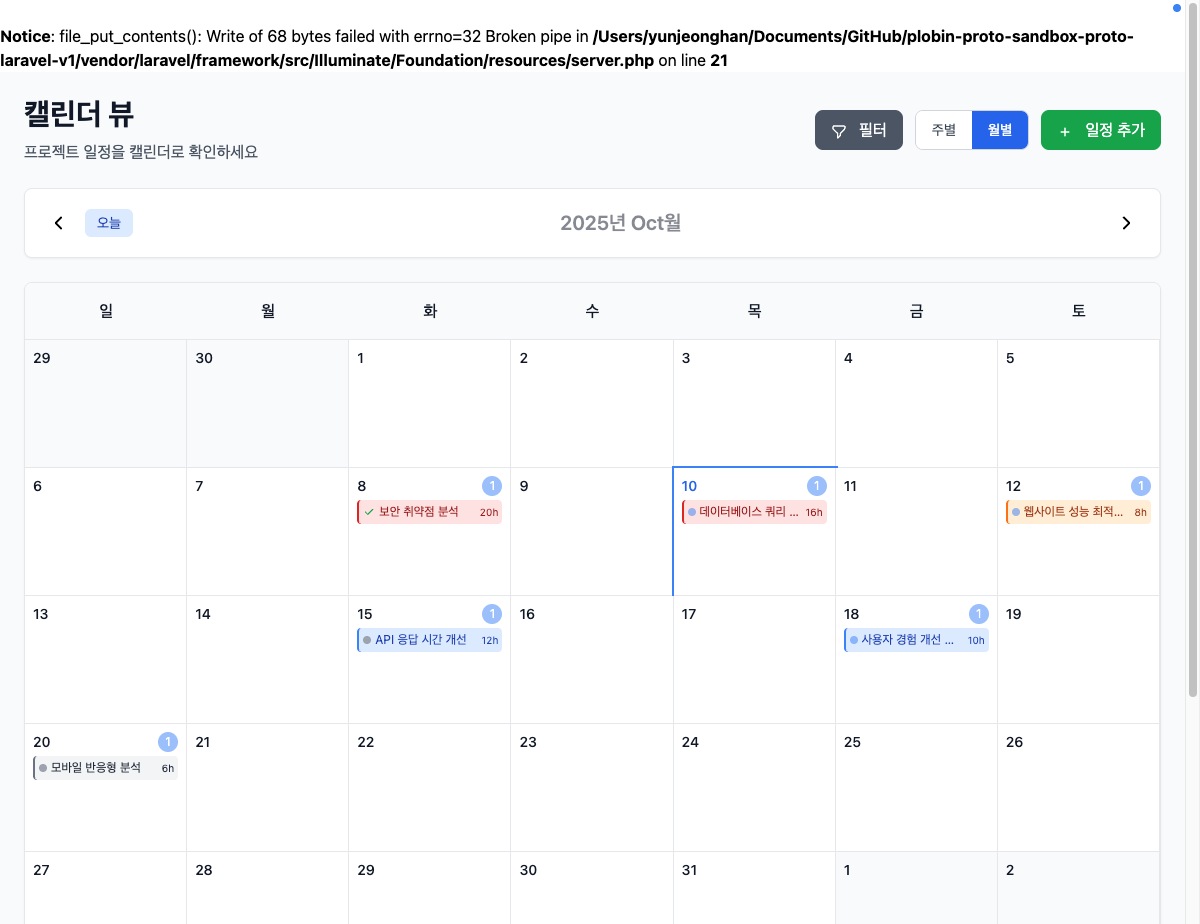 Notice: file_put_contents(): Write of 68 bytes failed with errno=32 Broken pipe in /Users/yunjeonghan/Documents/GitHub/plobin-proto-sandbox-proto-
laravel-v1/vendor/laravel/framework/src/Illuminate/Foundation/resources/server.php on line 21
캘린더 뷰
프로젝트 일정을 캘린더로 확인하세요
필터
주별
월별
+ 일정 추가
오늘
2025년 Oct월
일 월 화 수 목 금 토
29 30 1 2 3 4 5
6 7 8 1 9 10 1 11 12 1
보안 취약점 분석 20h
데이터베이스 쿼리 ... 16h
웹사이트 성능 최적... 8h
13 14 15 1 16 17 18 1 19
API 응답 시간 개선 12h
사용자 경험 개선 ... 10h
20 1 21 22 23 24 25 26
모바일 반응형 분석 6h
27 28 29 30 31 1 2